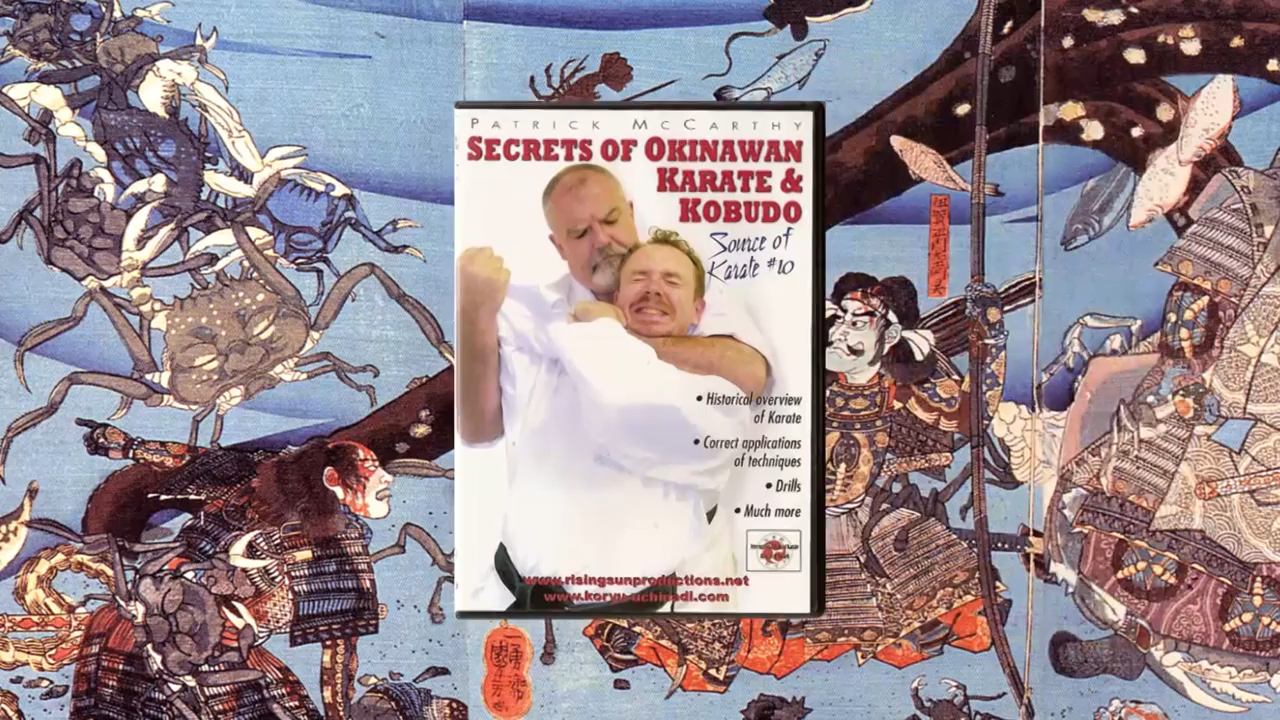 PATRICK MCCARTHY
SECRETS OF OKINAWAN
KARATE &
KOBUDO
Source of
Karate #10
• Historical overview
of Karate
• Correct applications
of techniques
• Drills
• Much more
www.risingsunproductions.net
www.koryu-uchinadi.com